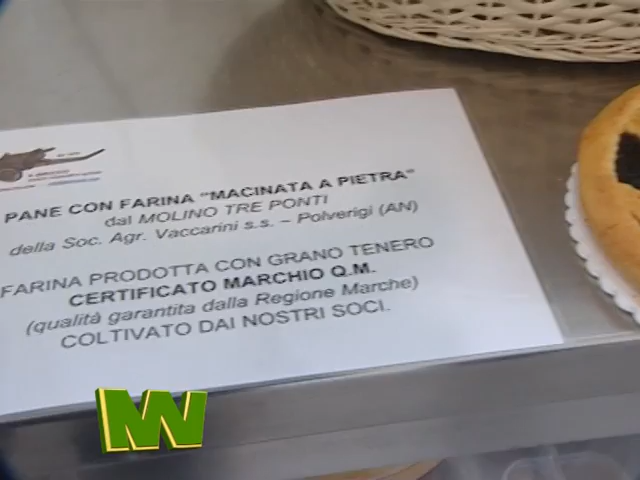 PANE CON FARINA "MACINATA A PIETRA"
dal MOLINO TRE PONTI
della Soc. Agr. Vaccarini s.s. – Polverigi (AN)
FARINA PRODOTTA CON GRANO TENERO
CERTIFICATO MARCHIO Q.M.
(qualità garantita dalla Regione Marche)
COLTIVATO DAI NOSTRI SOCI.